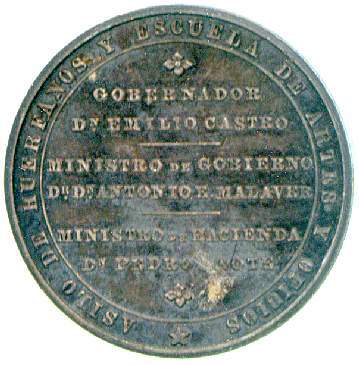 ASILO DE HUERFANOS Y ESCUELA DE ARTES Y OFICIOS
GOBERNADOR
Dⁿ EMILIO CASTRO
MINISTRO DE GOBIERNO
Dʳ Dⁿ ANTONIO E. MALAVER
MINISTRO DE HACIENDA
Dⁿ PEDRO